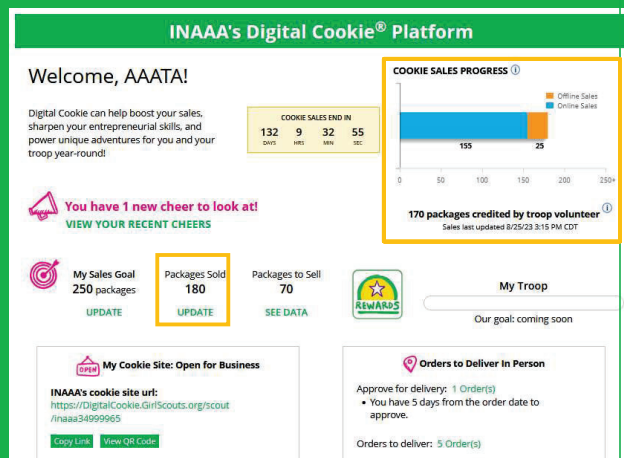 INAAA's Digital Cookie® Platform
Welcome, AAATA!
Digital Cookie can help boost your sales,
sharpen your entrepreneurial skills, and
power unique adventures for you and your
troop year-round!
COOKIE SALES END IN
132 9 32 55
DAYS HRS MIN SEC
COOKIE SALES PROGRESS
Offline Sales
Online Sales
155 25
0 50 100 150 200 250+
170 packages credited by troop volunteer
Sales last updated 8/25/23 3:15 PM CDT
You have 1 new cheer to look at!
VIEW YOUR RECENT CHEERS
My Sales Goal
250 packages
UPDATE
Packages Sold
180
UPDATE
Packages to Sell
70
SEE DATA
REWARDS
My Troop
Our goal: coming soon
OPEN
My Cookie Site: Open for Business
INAAA's cookie site url:
https://DigitalCookie.GirlScouts.org/scout
/inaaa34999965
Copy Link View QR Code
Orders to Deliver In Person
Approve for delivery: 1 Order(s)
• You have 5 days from the order date to
approve.
Orders to deliver: 5 Order(s)